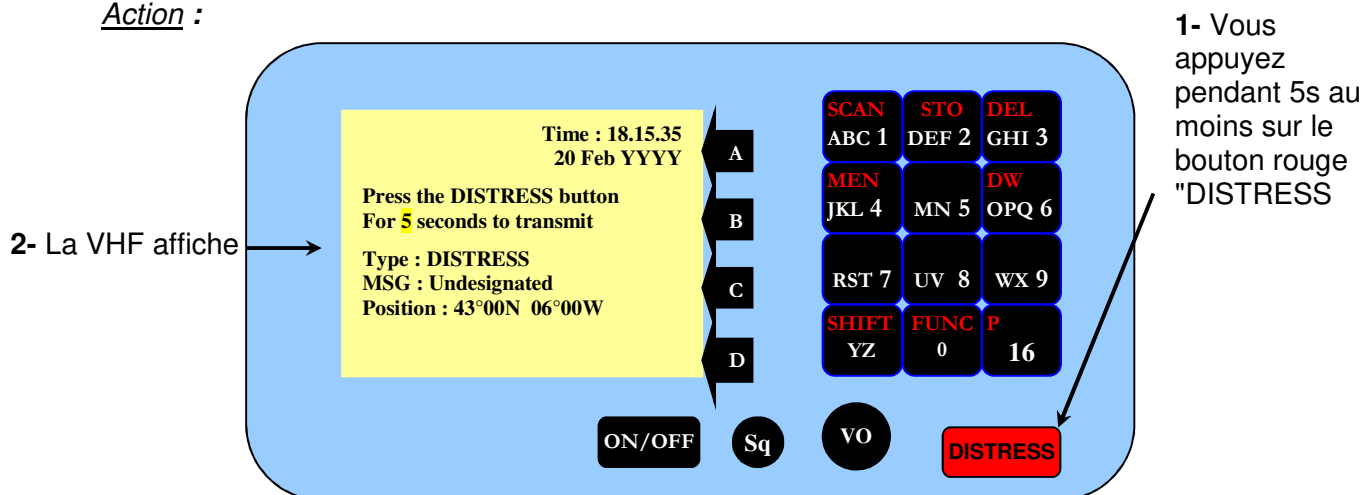 Action :
1- Vous
appuyez
pendant 5s au
moins sur le
bouton rouge
"DISTRESS
2- La VHF affiche
Time : 18.15.35
20 Feb YYYY
Press the DISTRESS button
For 5 seconds to transmit
Type : DISTRESS
MSG : Undesignated
Position : 43°00N 06°00W
A
B
C
D
SCAN STO DEL
ABC 1 DEF 2 GHI 3
MEN DW
JKL 4 MN 5 OPQ 6
RST 7 UV 8 WX 9
SHIFT FUNC P
YZ 0 16
ON/OFF Sq VO DISTRESS